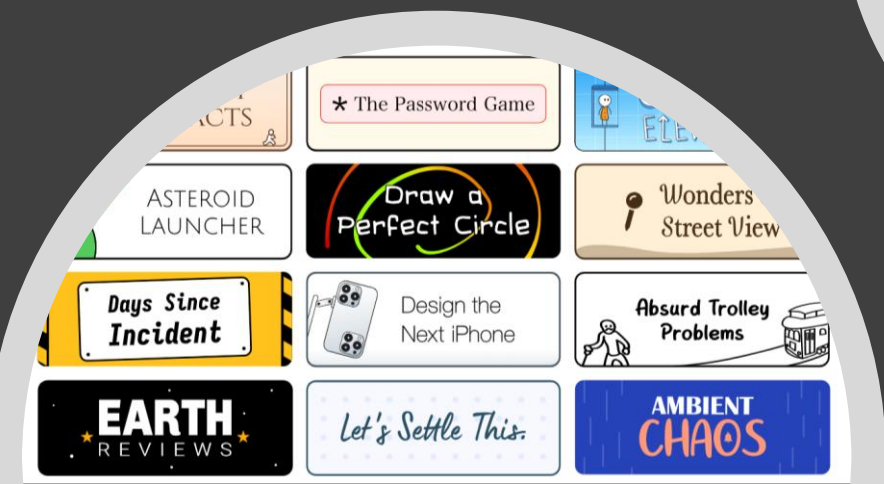 * The Password Game
ASTEROID
LAUNCHER
Draw a
Perfect Circle
Wonders
Street View
Days Since
Incident
Design the
Next iPhone
Absurd Trolley
Problems
EARTH
REVIEWS
Let's Settle This.
AMBIENT
CHAOS